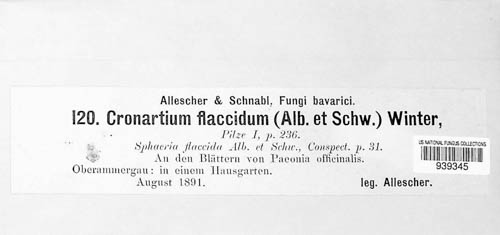 Allescher & Schnabl, Fungi bavarici.
120. Cronartium flaccidum (Alb. et Schw.) Winter,
Pilze I, p. 236.
Sphaeria flaccida Alb. et Schw., Conspect. p. 31.
An den Blättern von Paeonia officinalis.
Oberammergau: in einem Hausgarten.
August 1891. leg. Allescher.
US NATIONAL FUNGUS COLLECTIONS
939345